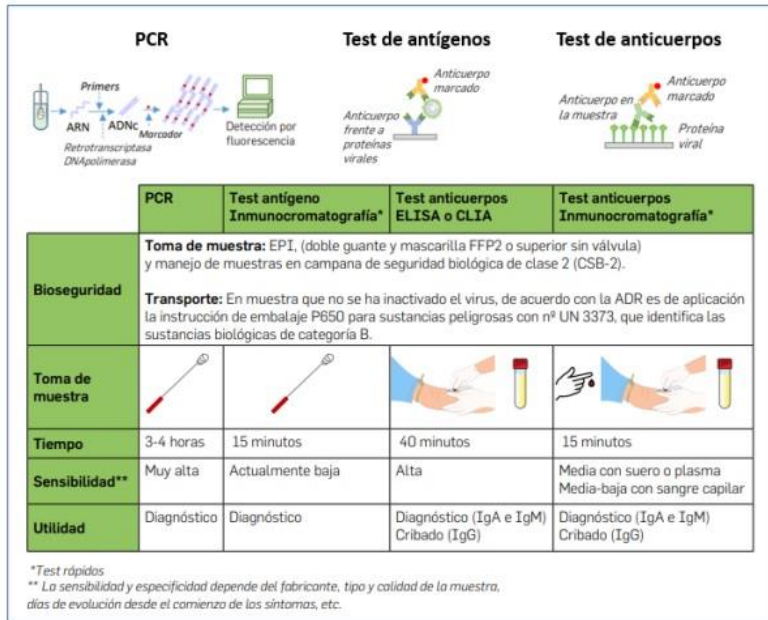 PCR
Test de antígenos
Test de anticuerpos
Primers
ARN
ADNc
Marcador
Retrotranscriptasa
DNApolimerasa
Detección por
fluorescencia
Anticuerpo
marcado
Anticuerpo
frente a
proteínas
virales
Anticuerpo en
la muestra
Anticuerpo
marcado
Proteína
viral
PCR
Test antígeno
Inmunocromatografía*
Test anticuerpos
ELISA o CLIA
Test anticuerpos
Inmunocromatografía*
Bioseguridad
Toma de muestra: EPI, (doble guante y mascarilla FFP2 o superior sin válvula)
y manejo de muestras en campana de seguridad biológica de clase 2 (CSB-2).
Transporte: En muestra que no se ha inactivado el virus, de acuerdo con la ADR es de aplicación
la instrucción de embalaje P650 para sustancias peligrosas con nº UN 3373, que identifica las
sustancias biológicas de categoría B.
Toma de
muestra
Tiempo
3-4 horas
15 minutos
40 minutos
15 minutos
Sensibilidad**
Muy alta
Actualmente baja
Alta
Media con suero o plasma
Media-baja con sangre capilar
Utilidad
Diagnóstico
Diagnóstico
Diagnóstico (IgA e IgM)
Cribado (IgG)
Diagnóstico (IgA e IgM)
Cribado (IgG)
*Test rápidos
** La sensibilidad y especificidad depende del fabricante, tipo y calidad de la muestra,
días de evolución desde el comienzo de los síntomas, etc.